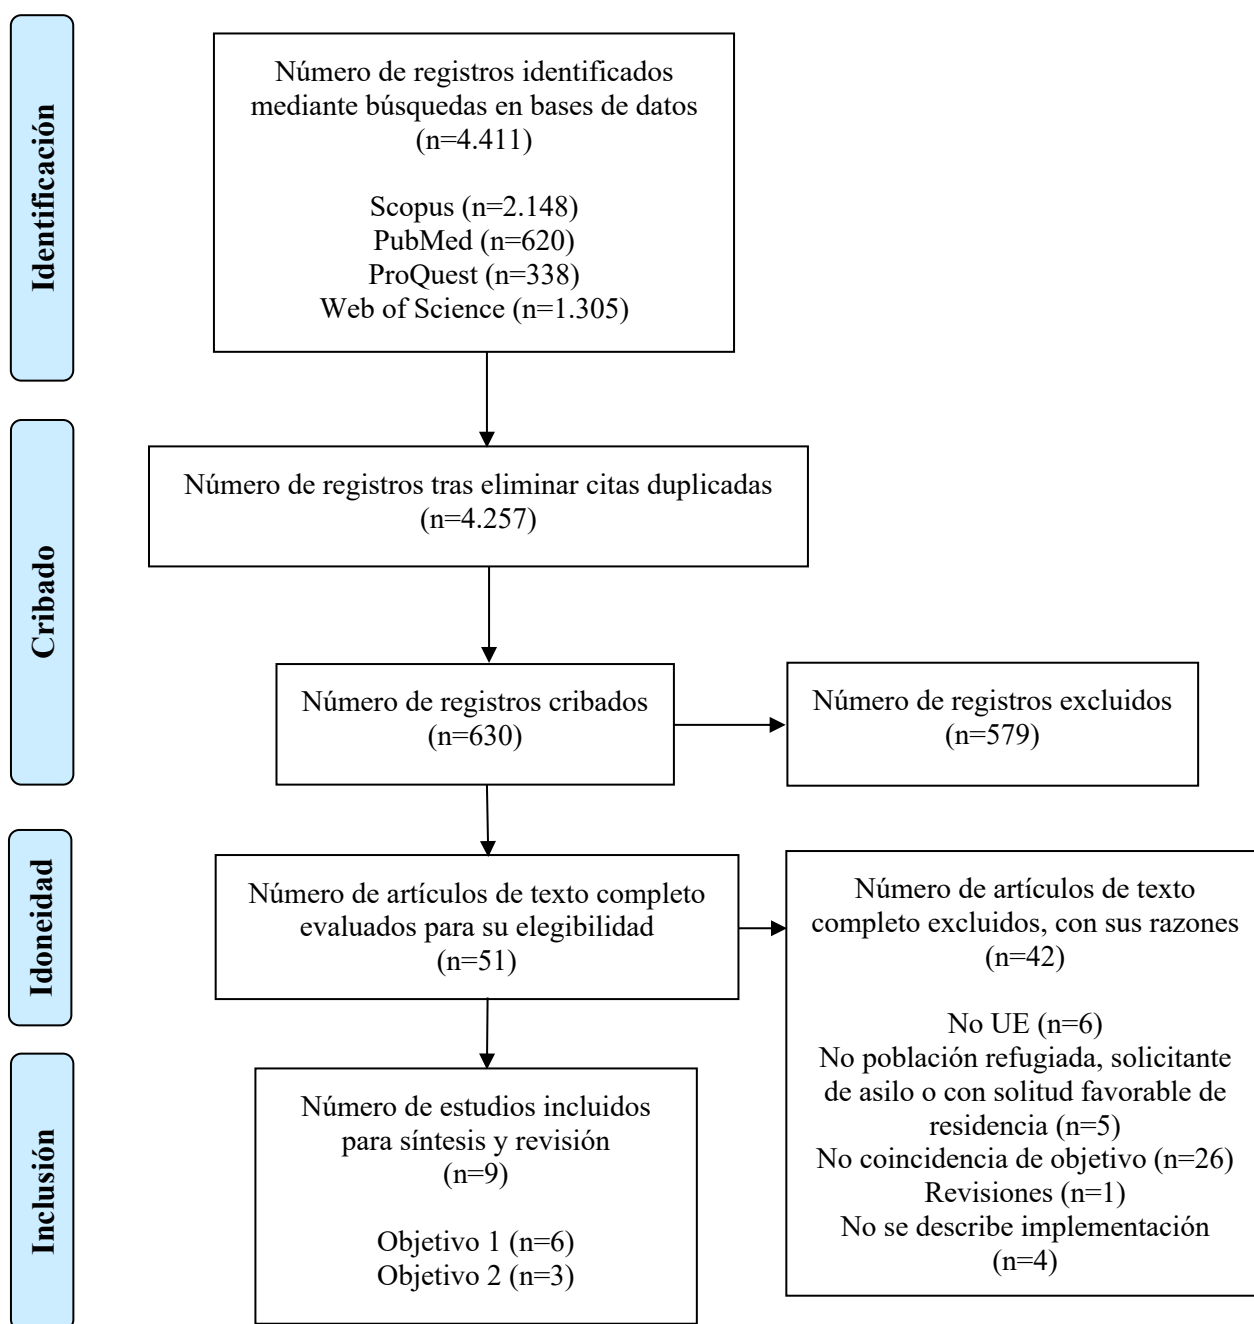 Identificación
Número de registros identificados
mediante búsquedas en bases de datos
(n=4.411)
Scopus (n=2.148)
PubMed (n=620)
ProQuest (n=338)
Web of Science (n=1.305)
Cribado
Número de registros tras eliminar citas duplicadas
(n=4.257)
Número de registros cribados
(n=630)
Número de registros excluidos
(n=579)
Idoneidad
Número de artículos de texto completo
evaluados para su elegibilidad
(n=51)
Número de artículos de texto
completo excluidos, con sus razones
(n=42)
No UE (n=6)
No población refugiada, solicitante
de asilo o con solitud favorable de
residencia (n=5)
No coincidencia de objetivo (n=26)
Revisiones (n=1)
No se describe implementación
(n=4)
Inclusión
Número de estudios incluidos
para síntesis y revisión
(n=9)
Objetivo 1 (n=6)
Objetivo 2 (n=3)